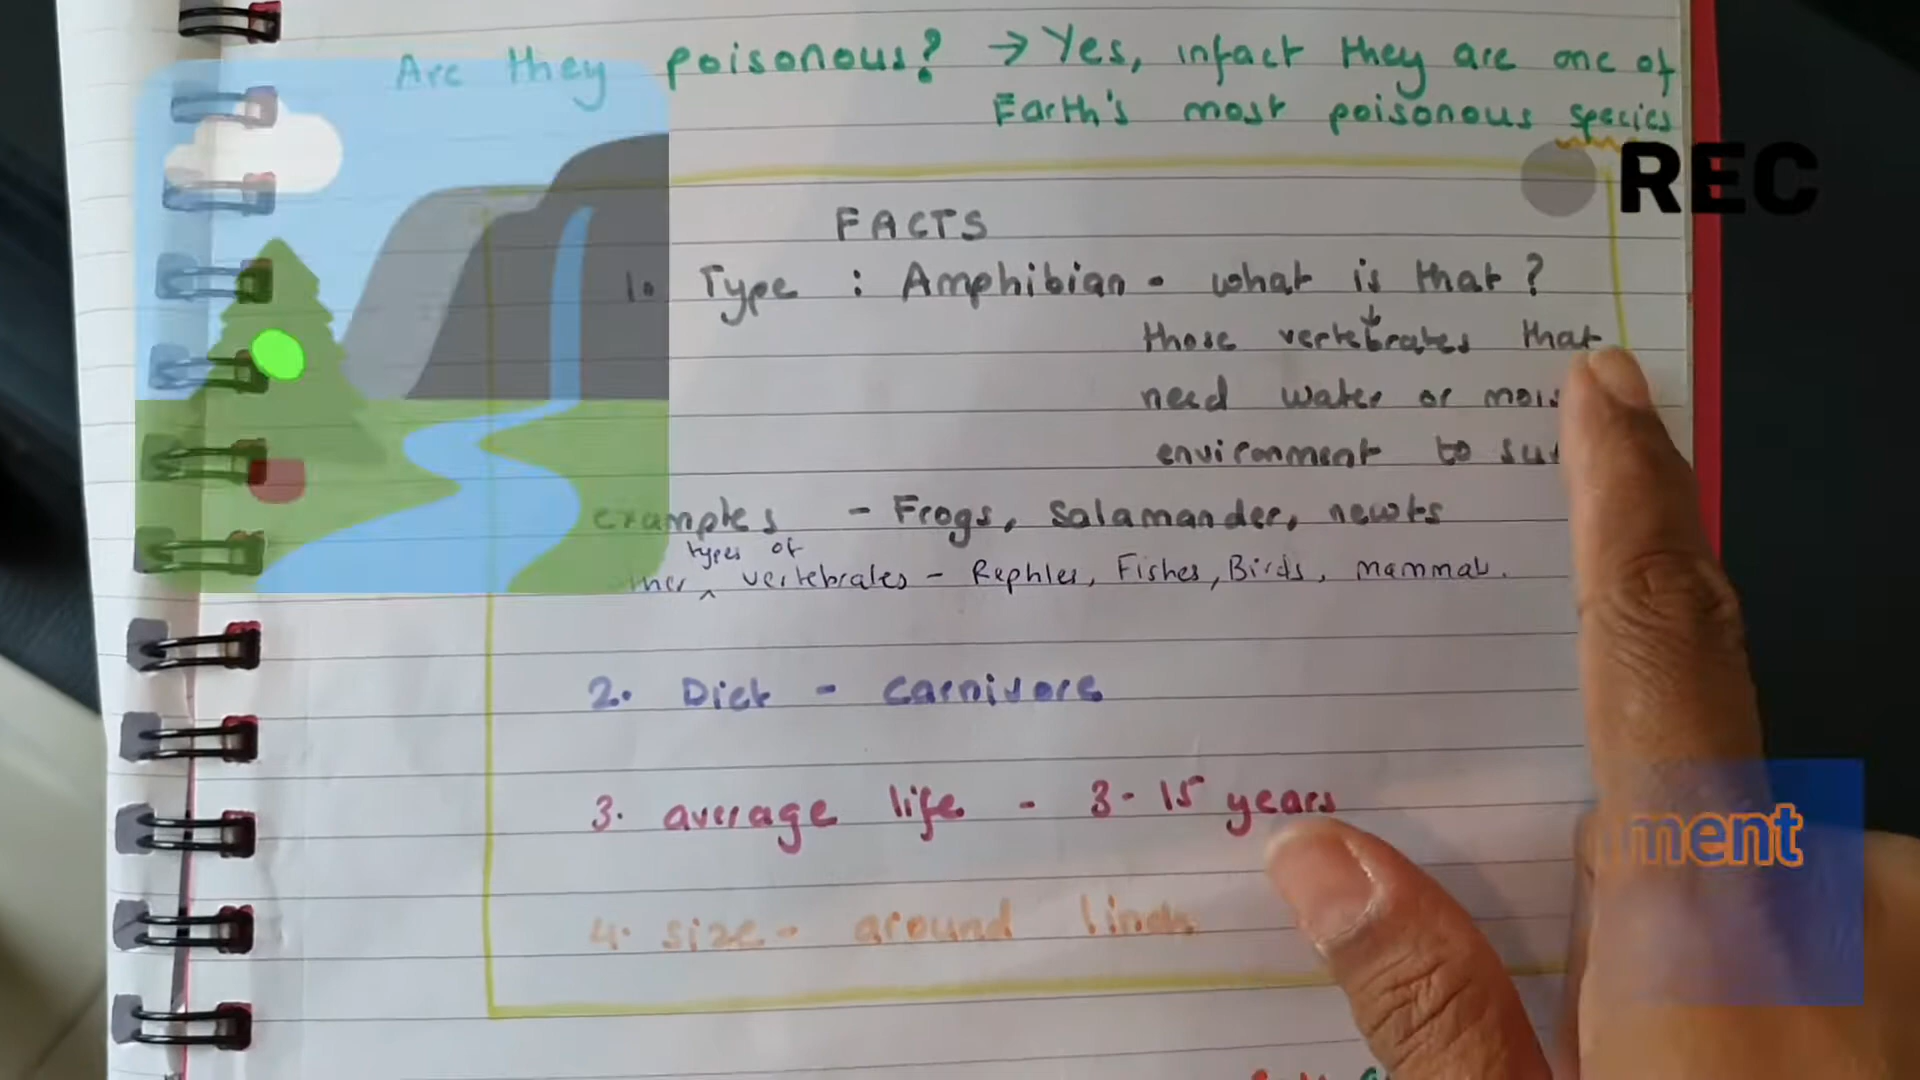 Are they poisonous? → Yes, infact they are one of
Earth's most poisonous species
REC
FACTS
1. Type : Amphibian - what is that ?
those vertebrates that
need water or
environment to
examples - Frogs, Salamander, newts
types of
vertebrates - Reptiles, Fishes, Birds, mammals.
2. Diet - carnivore
3. average life - 3-15 years
ment
4. size - around 1inch